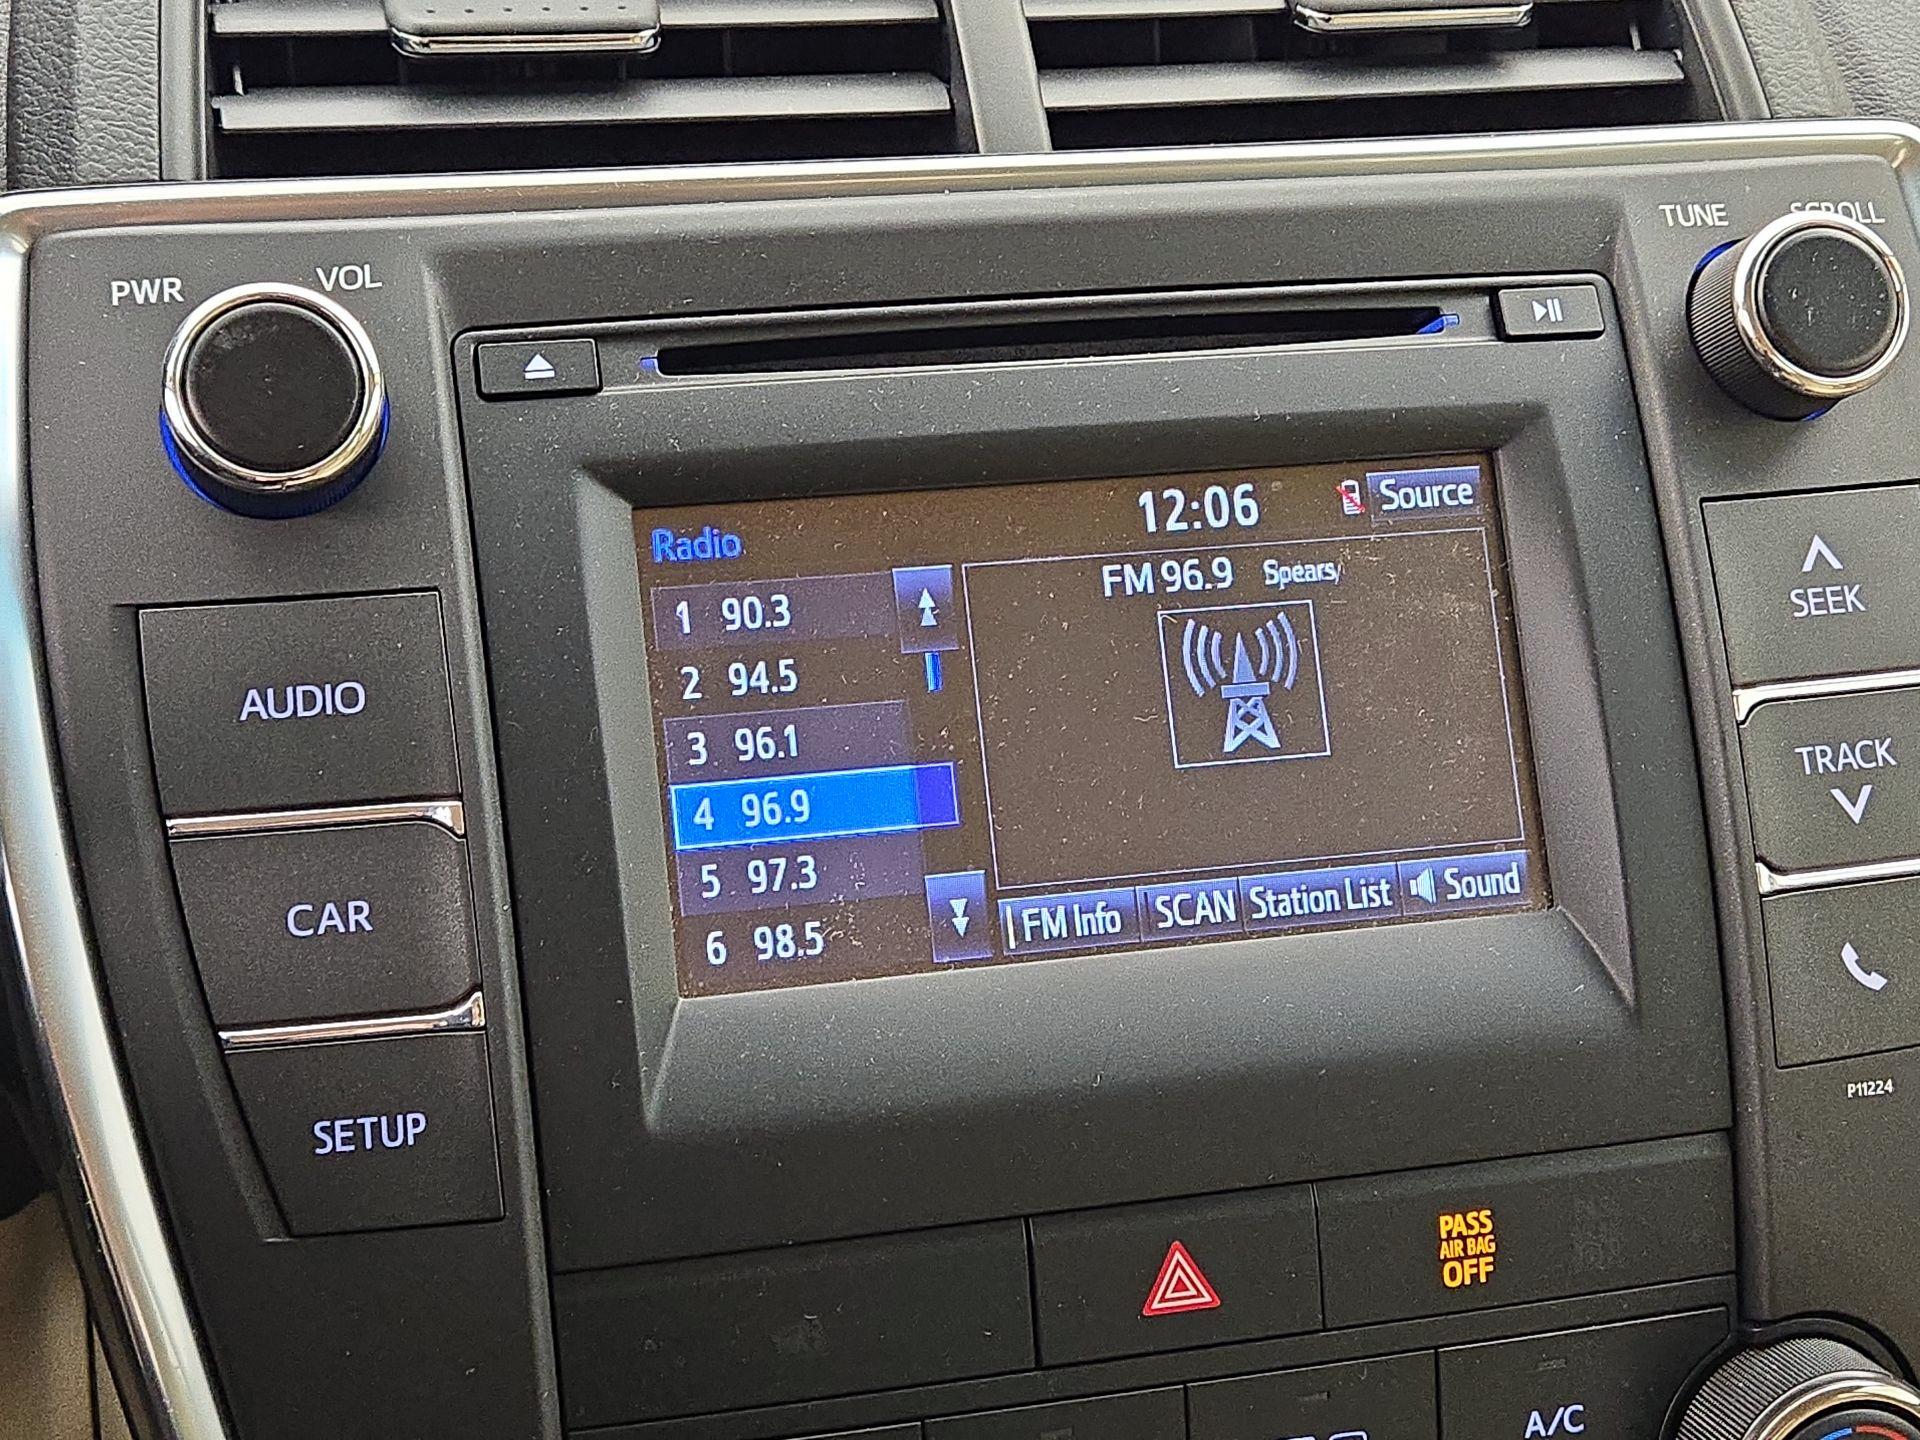 PWR VOL
TUNE SCROLL
12:06
Source
Radio
FM 96.9 Spears/
1 90.3
2 94.5
3 96.1
4 96.9
5 97.3
6 98.5
FM Info
SCAN
Station List
Sound
AUDIO
CAR
SETUP
SEEK
TRACK
P11224
PASS
AIR BAG
OFF
A/C